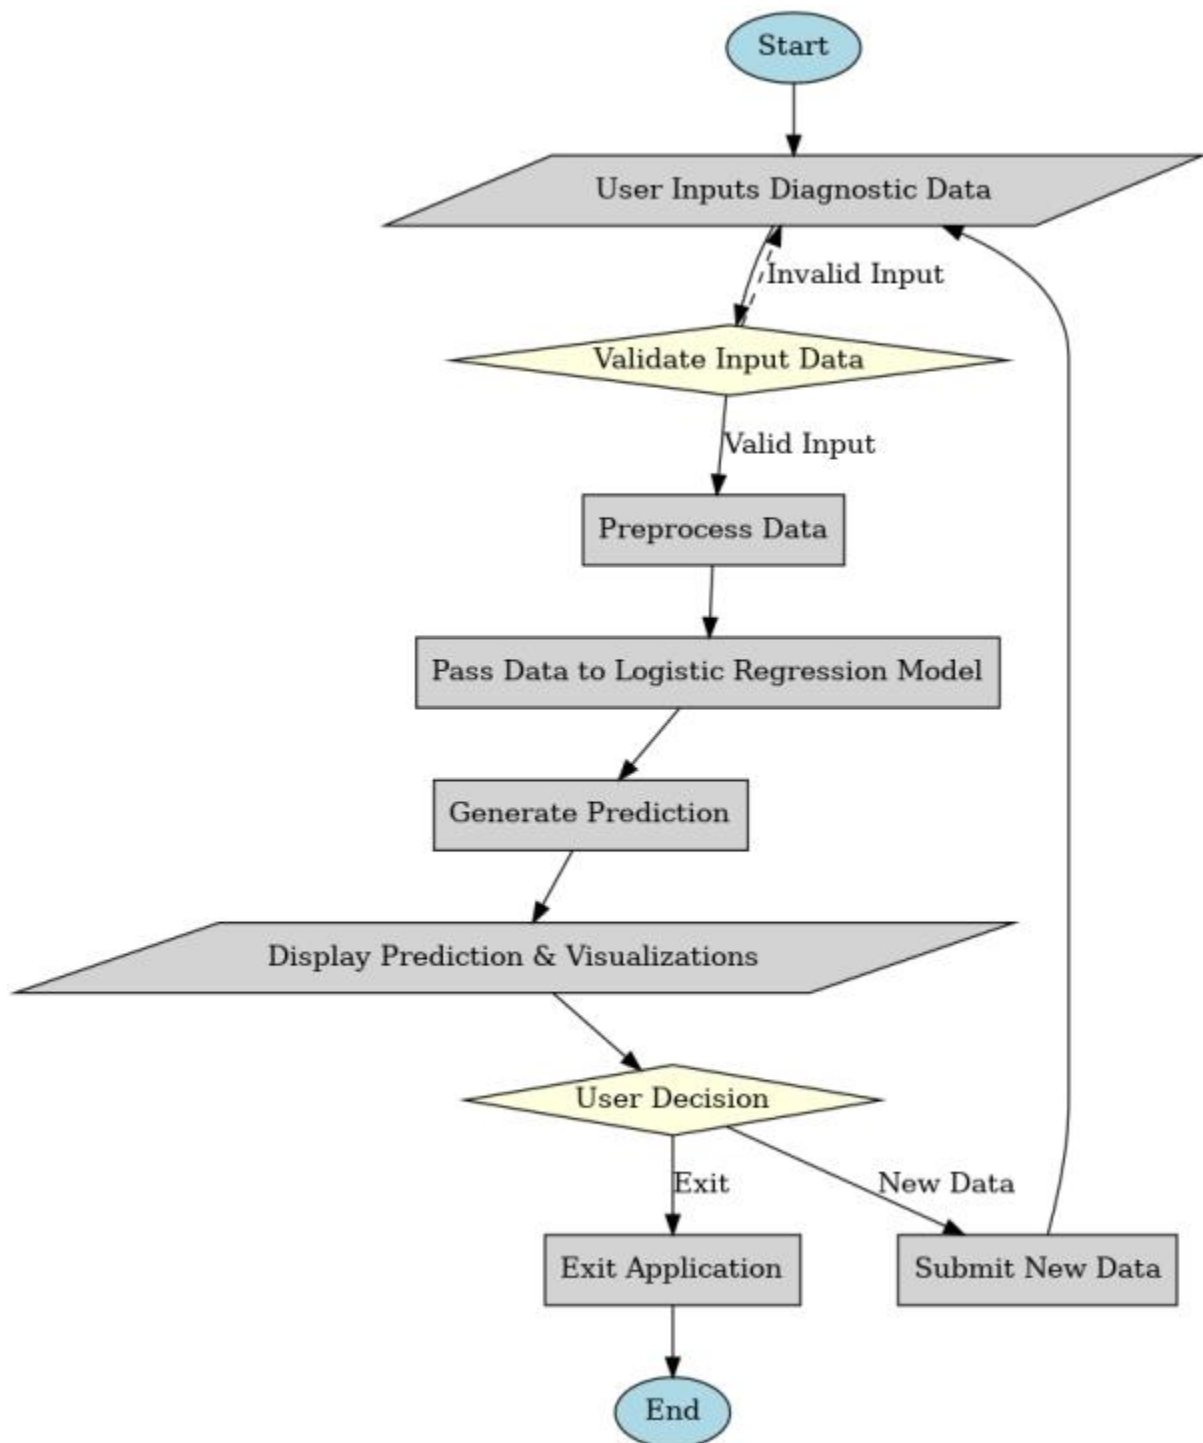 Start
User Inputs Diagnostic Data
Invalid Input
Validate Input Data
Valid Input
Preprocess Data
Pass Data to Logistic Regression Model
Generate Prediction
Display Prediction & Visualizations
User Decision
Exit
New Data
Exit Application
Submit New Data
End